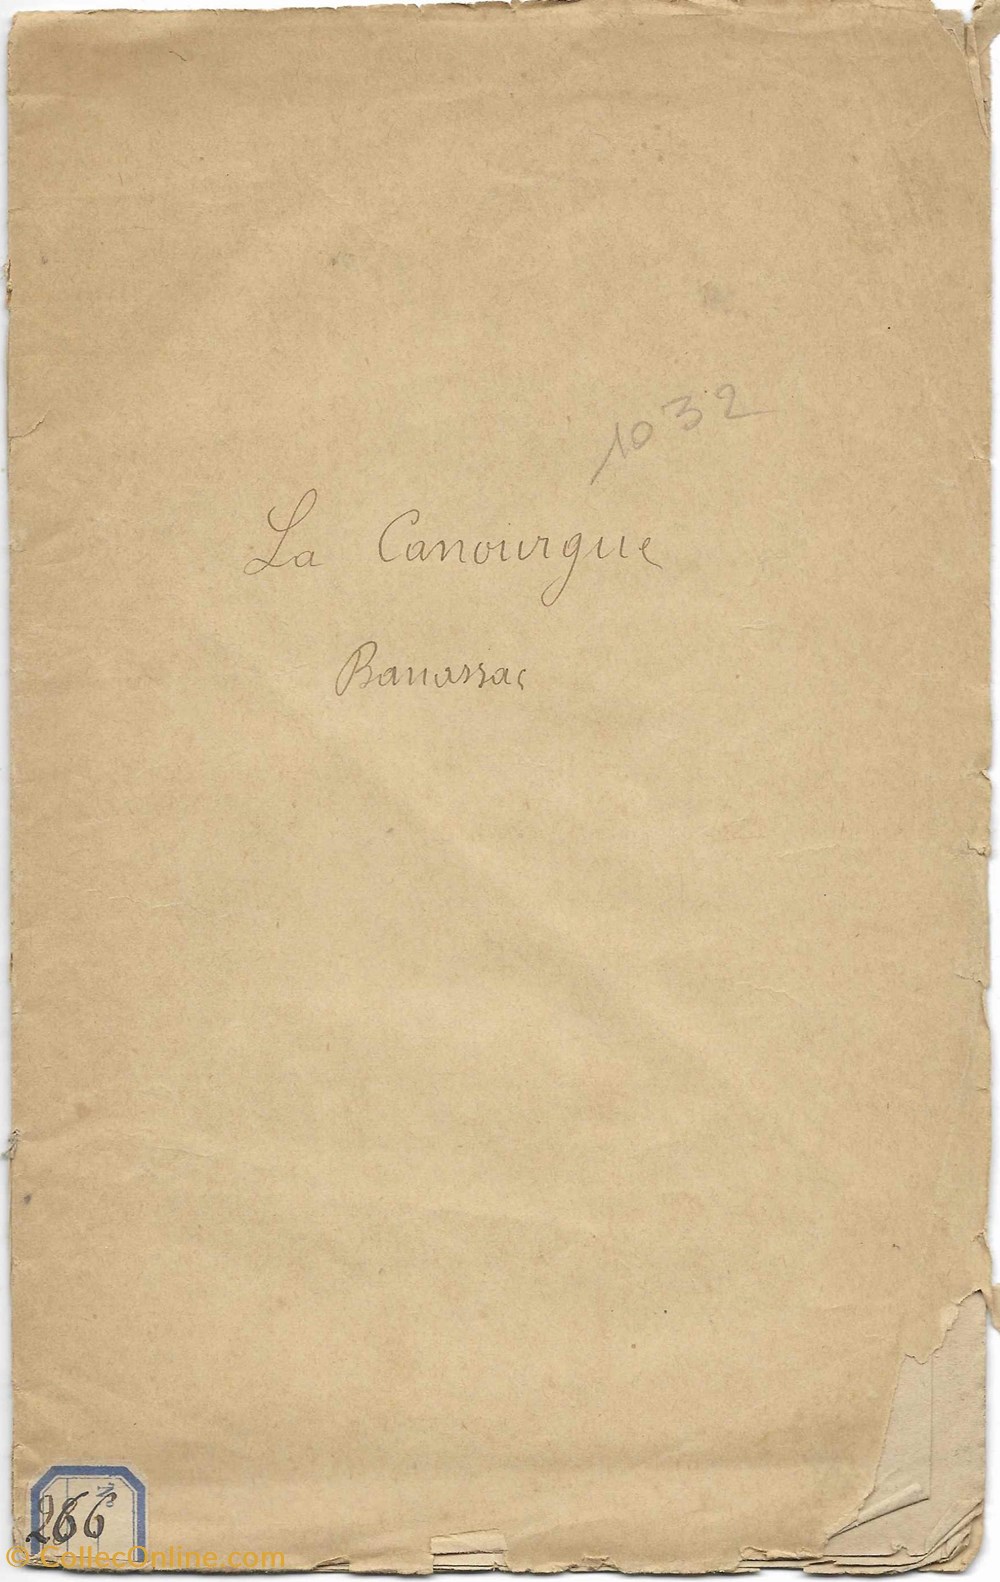 1032
La Canourgue
Banassac
266
© CollecOnline.com